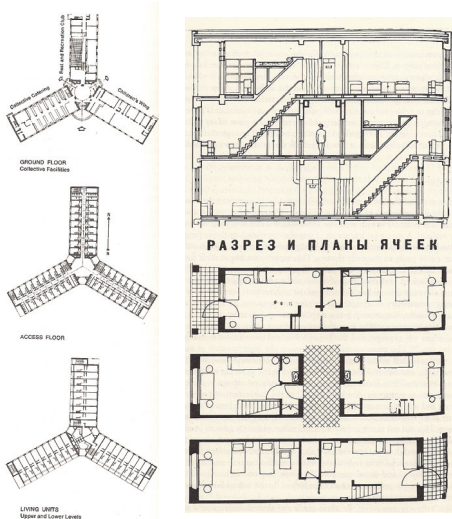 Rest and Recreation Club
Collective Catering
Children's Wing
GROUND FLOOR
Collective Facilities
ACCESS FLOOR
LIVING UNITS
Upper and Lower Levels
РАЗРЕЗ И ПЛАНЫ ЯЧЕЕК